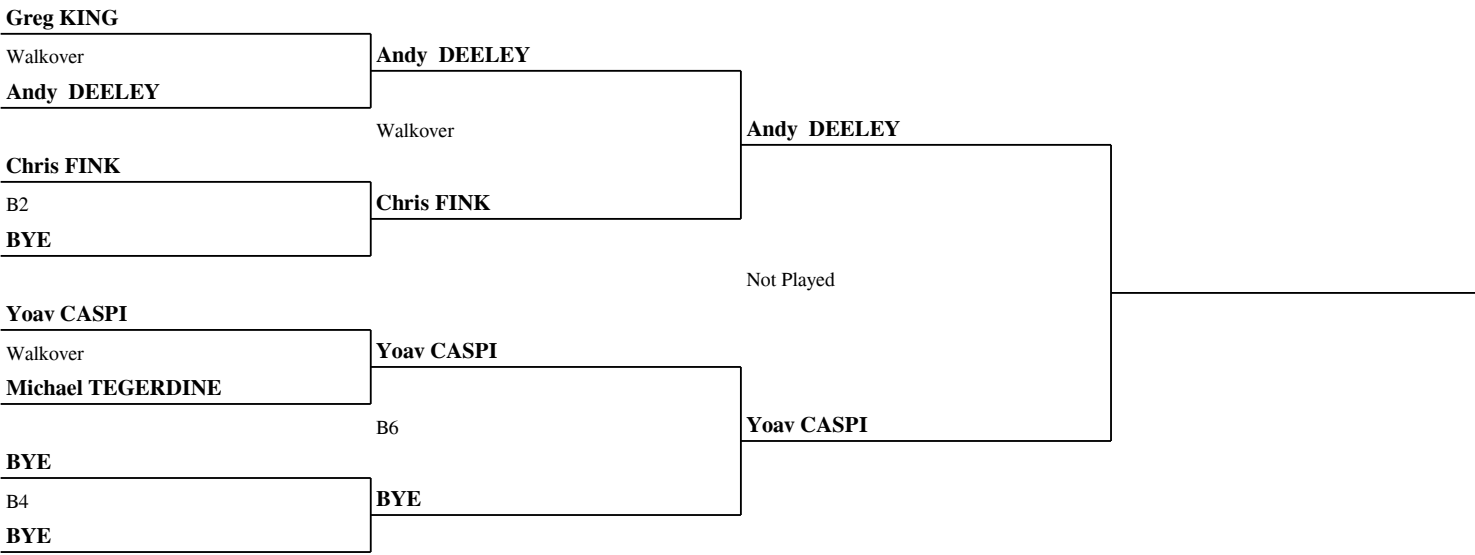 Greg KING
Walkover
Andy DEELEY
Chris FINK
B2
BYE
Yoav CASPI
Walkover
Michael TEGERDINE
BYE
B4
BYE
Andy DEELEY
Walkover
Chris FINK
Yoav CASPI
B6
BYE
Andy DEELEY
Not Played
Yoav CASPI